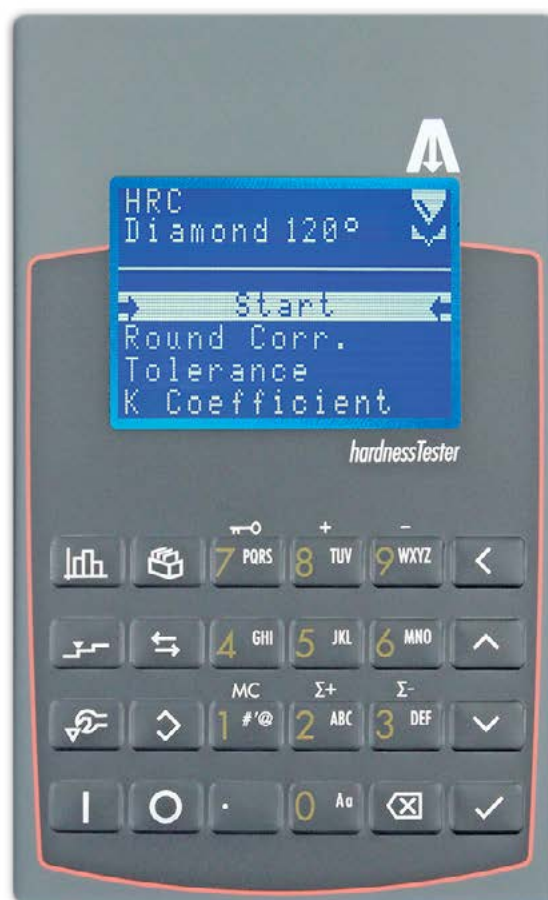 HRC
Diamond 120°
Start
Round Corr.
Tolerance
K Coefficient
hardnessTester
+ -
7 PQRS 8 TUV 9 WXYZ
4 GHI 5 JKL 6 MNO
MC Σ+ Σ-
1 #'@ 2 ABC 3 DEF
. 0 Aa